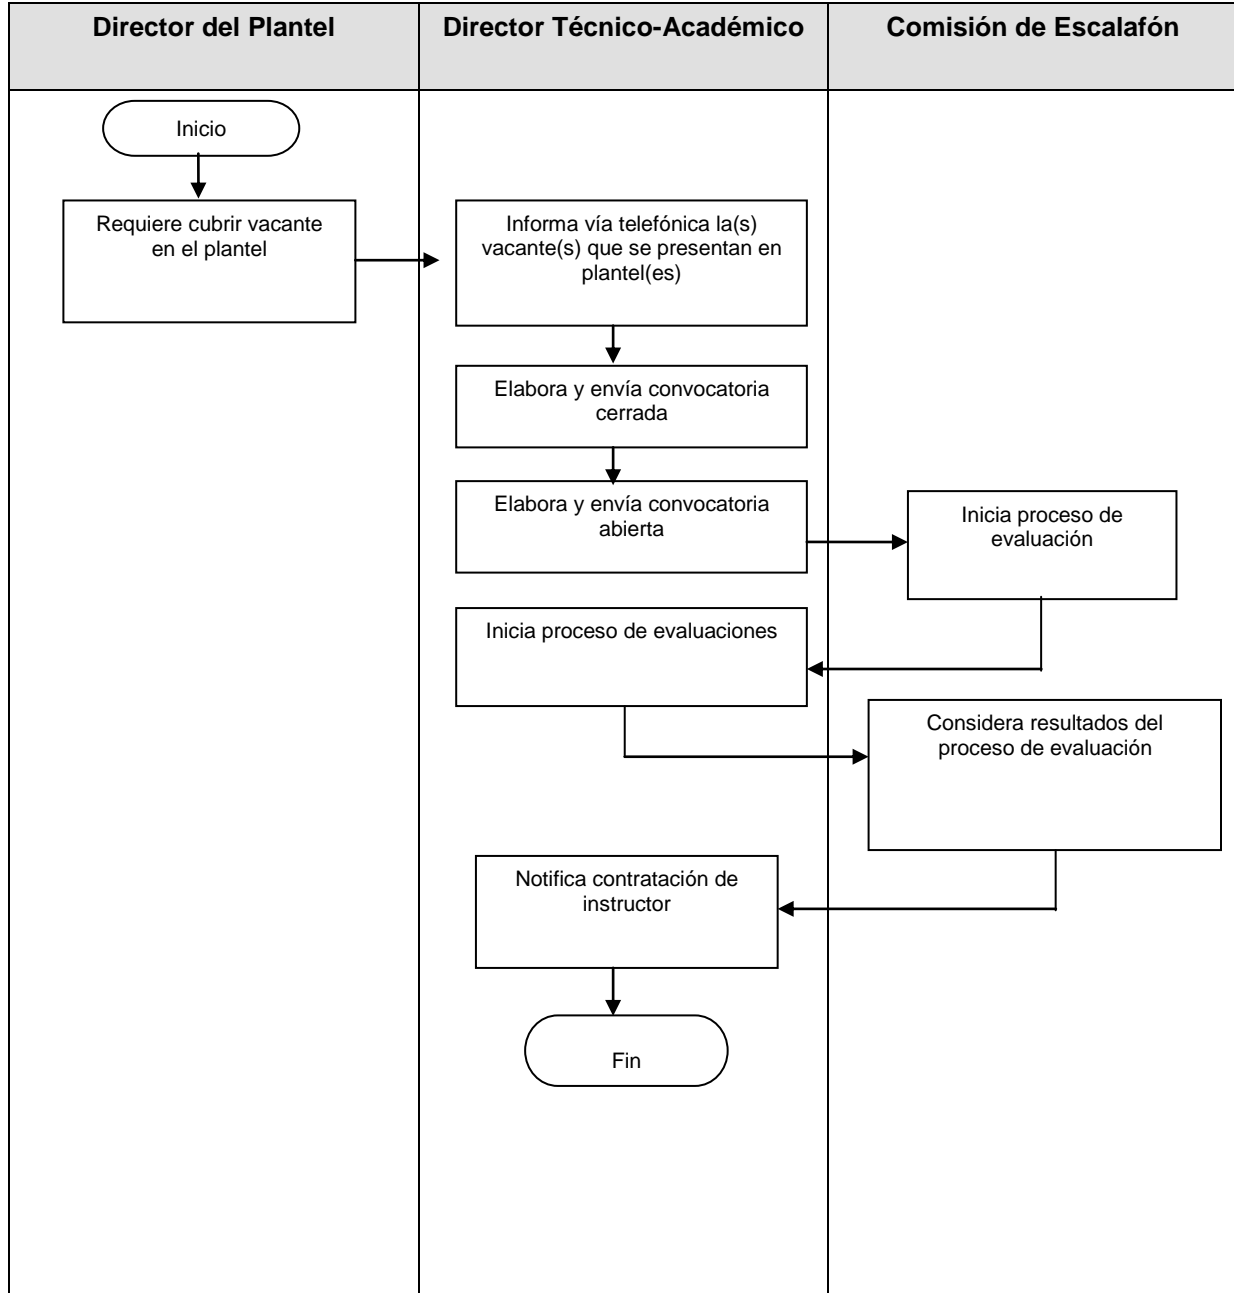 Director del Plantel
Director Técnico-Académico
Comisión de Escalafón
Inicio
Requiere cubrir vacante
en el plantel
Informa vía telefónica la(s)
vacante(s) que se presentan en
plantel(es)
Elabora y envía convocatoria
cerrada
Elabora y envía convocatoria
abierta
Inicia proceso de
evaluación
Inicia proceso de evaluaciones
Considera resultados del
proceso de evaluación
Notifica contratación de
instructor
Fin